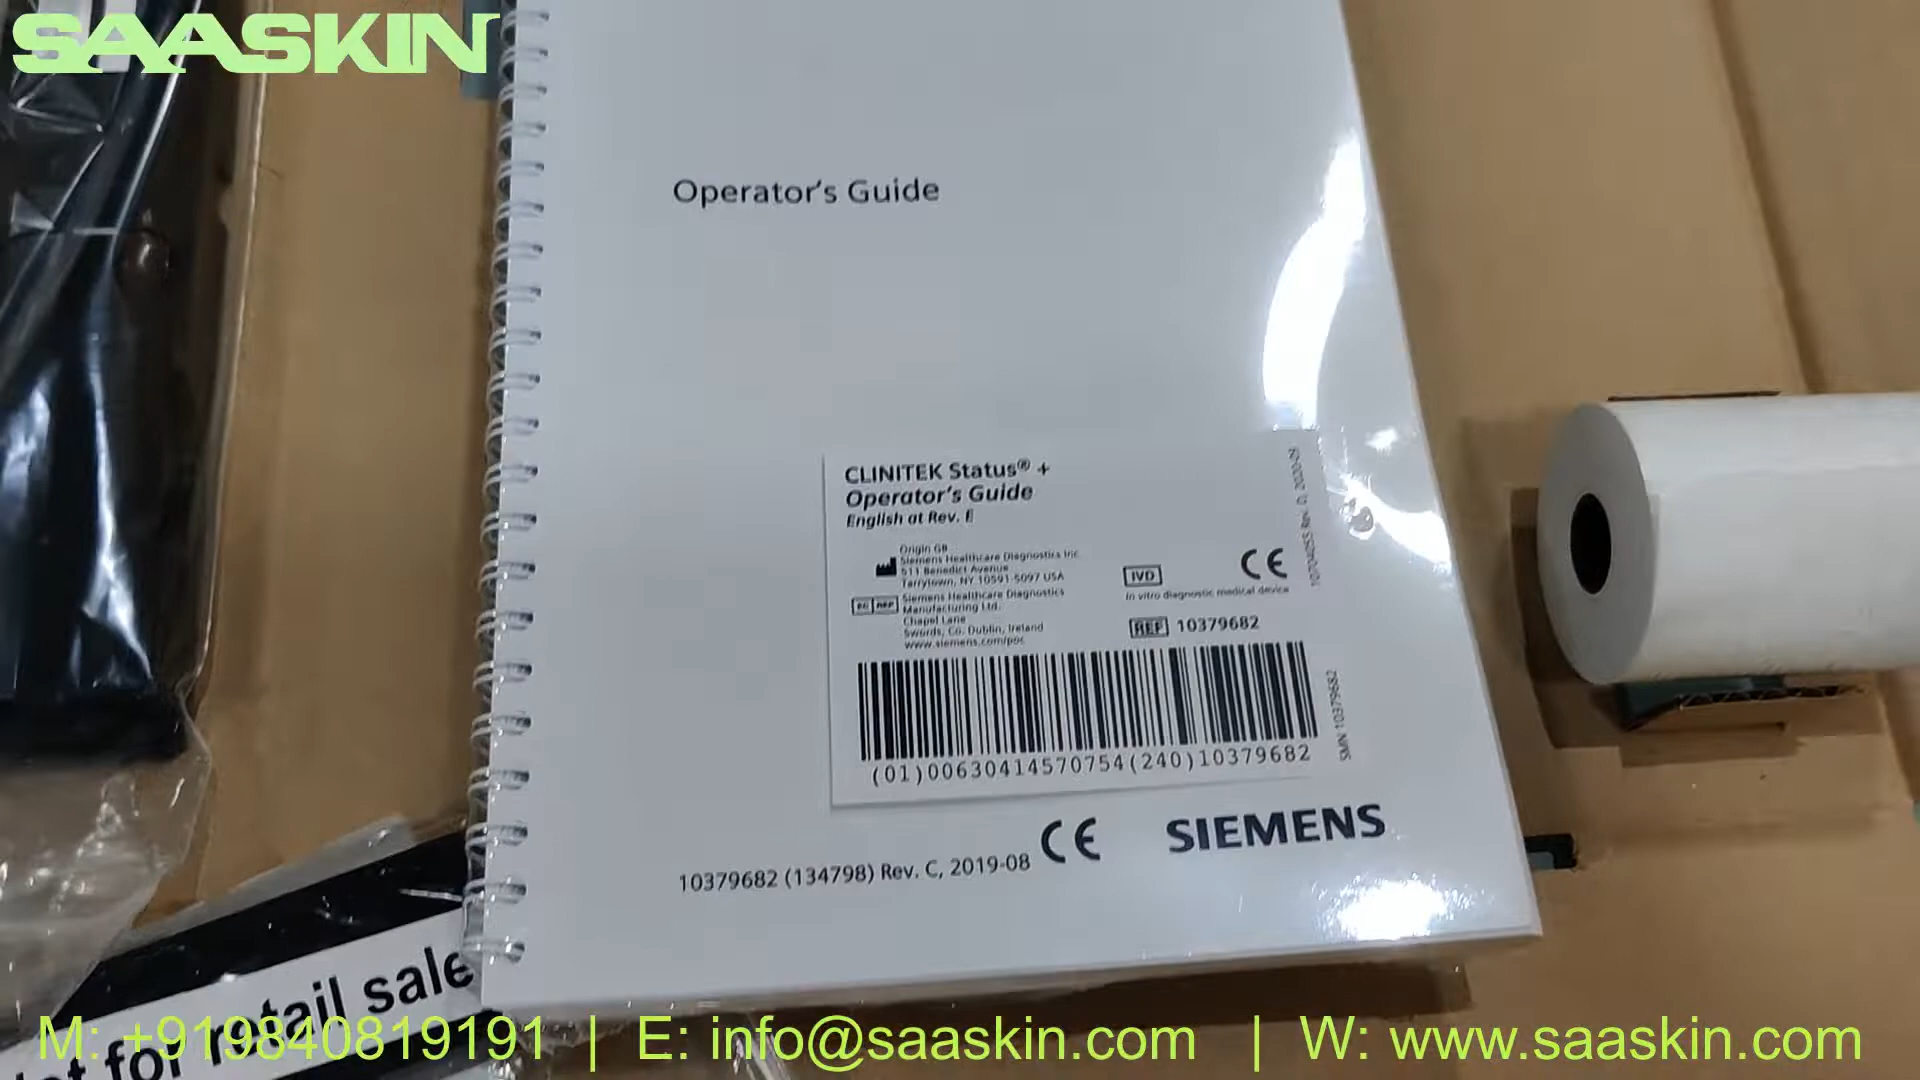 SAASKIN
Operator's Guide
CLINITEK Status® +
Operator's Guide
English at Rev. E
Origin GB
Siemens Healthcare Diagnostics Inc.
511 Benedict Avenue
Tarrytown, NY 10591-5097 USA
EC REP
Siemens Healthcare Diagnostics
Manufacturing Ltd.
Chapel Lane
Swords, Co. Dublin, Ireland
www.siemens.com/poc
IVD
CE
In vitro diagnostic medical device
REF 10379682
SMN 10379682
(01)00630414570754(240)10379682
CE
SIEMENS
10379682 (134798) Rev. C, 2019-08
for retail sale
M: +919840819191 | E: info@saaskin.com | W: www.saaskin.com